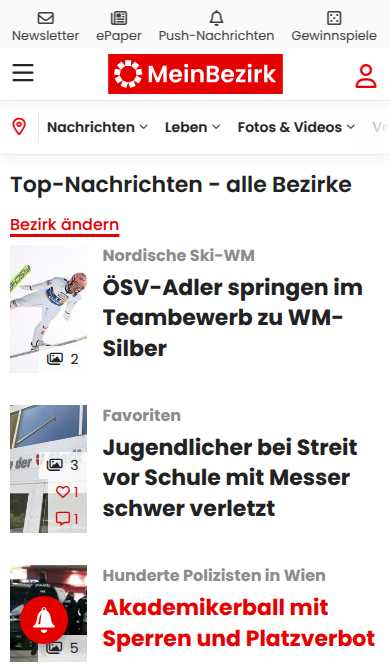 Newsletter ePaper Push-Nachrichten Gewinnspiele
MeinBezirk
Nachrichten Leben Fotos & Videos
Top-Nachrichten - alle Bezirke
Bezirk ändern
Nordische Ski-WM
ÖSV-Adler springen im
Teambewerb zu WM-
Silber
2
Favoriten
Jugendlicher bei Streit
vor Schule mit Messer
schwer verletzt
der
3
1
1
Hunderte Polizisten in Wien
Akademikerball mit
Sperren und Platzverbot
5